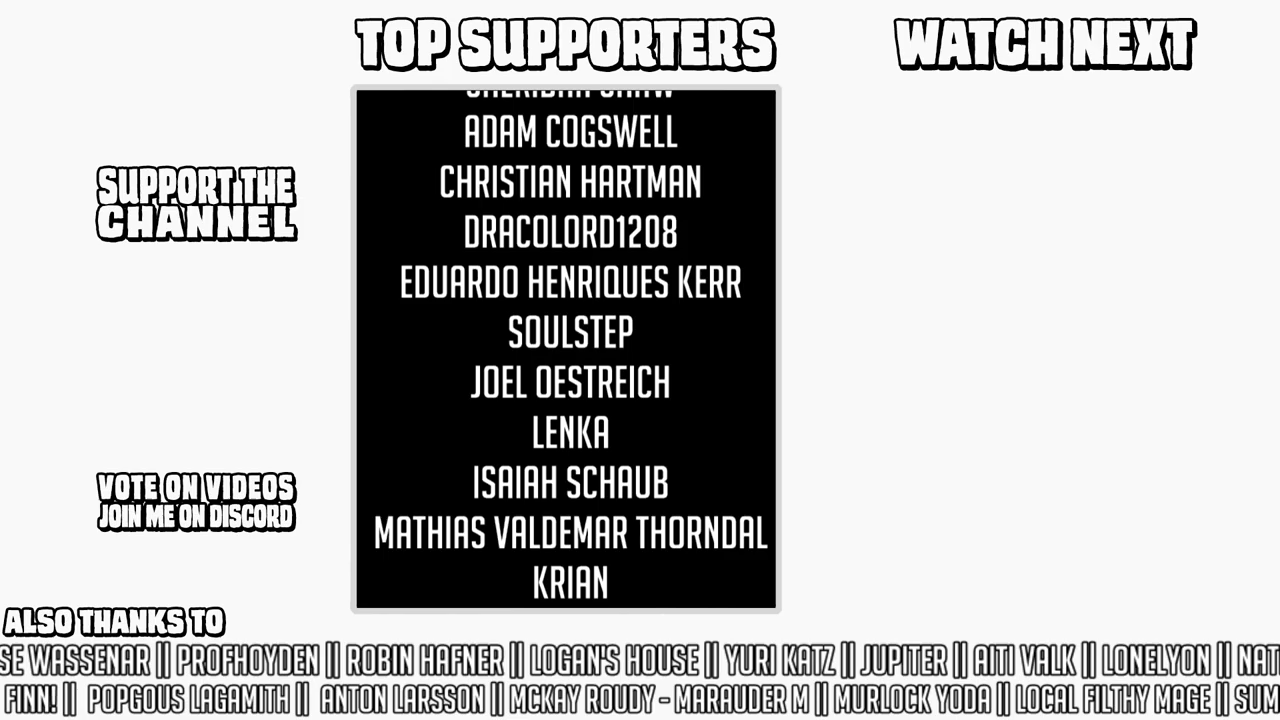 TOP SUPPORTERS
WATCH NEXT
ADAM COGSWELL
CHRISTIAN HARTMAN
DRACOLORD1208
EDUARDO HENRIQUES KERR
SOULSTEP
JOEL OESTREICH
LENKA
ISAIAH SCHAUB
MATHIAS VALDEMAR THORNDAL
KRIAN
SUPPORT THE
CHANNEL
VOTE ON VIDEOS
JOIN ME ON DISCORD
ALSO THANKS TO
SE WASSENAR || PROFHOYDEN || ROBIN HAFNER || LOGAN'S HOUSE || YURI KATZ || JUPITER || AITI VALK || LONELYON || NAT
FINN! || POPGOUS LAGAMITH || ANTON LARSSON || MCKAY ROUDY - MARAUDER M || MURLOCK YODA || LOCAL FILTHY MAGE || SUM